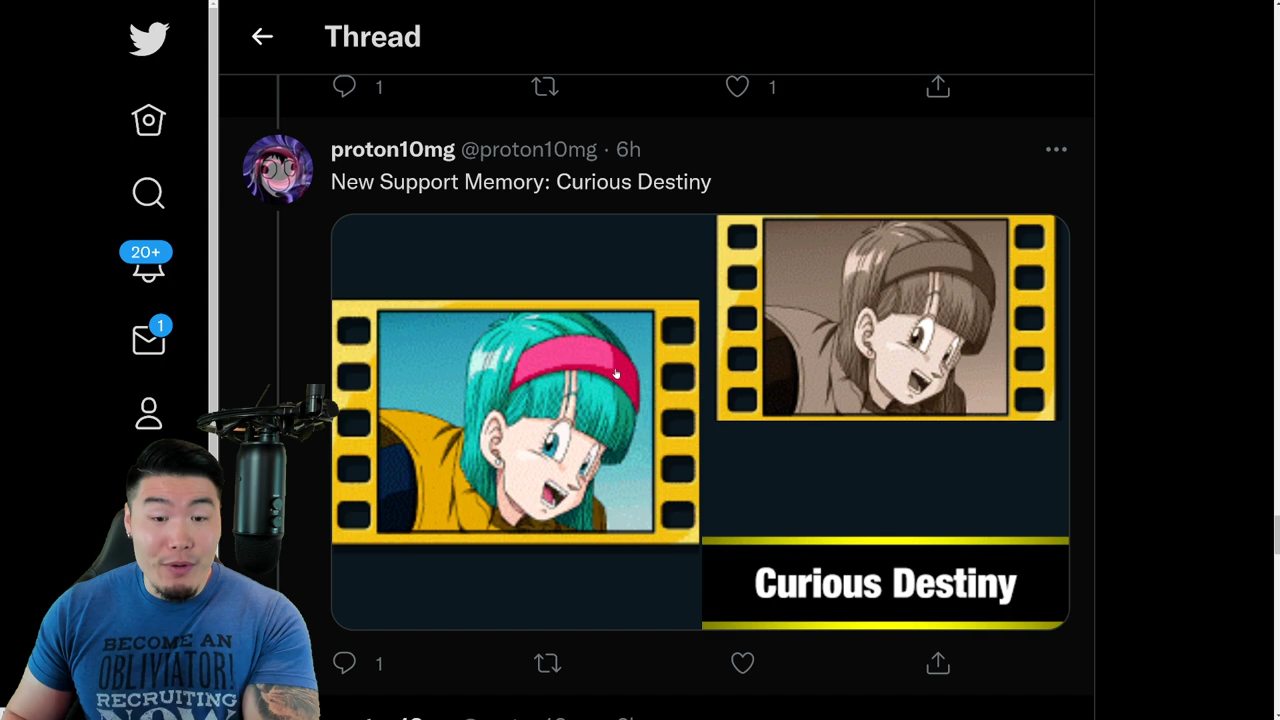 Thread
1
1
proton10mg @proton10mg · 6h
New Support Memory: Curious Destiny
20+
1
Curious Destiny
BECOME AN
OBLIVIATOR!
RECRUITING
NOW
1